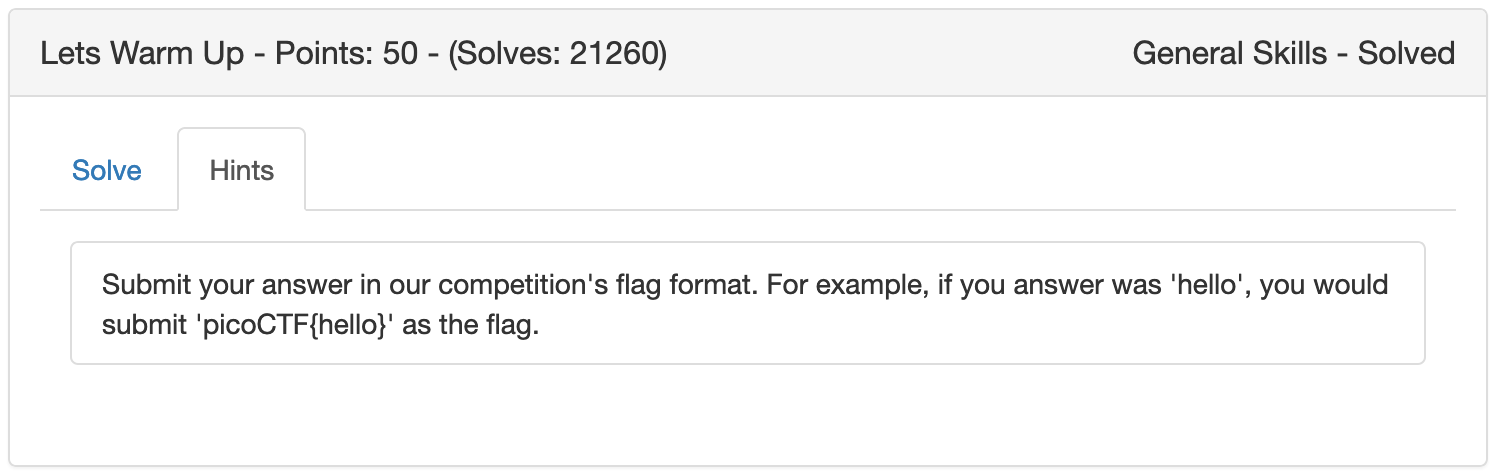 Lets Warm Up - Points: 50 - (Solves: 21260)
General Skills - Solved
Solve
Hints
Submit your answer in our competition's flag format. For example, if you answer was 'hello', you would
submit 'picoCTF{hello}' as the flag.